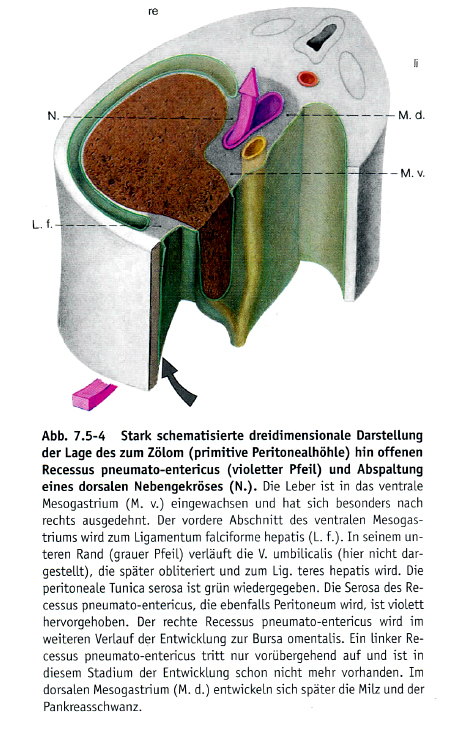 re
li
N.
M. d.
M. v.
L. f.
Abb. 7.5-4 Stark schematisierte dreidimensionale Darstellung
der Lage des zum Zölom (primitive Peritonealhöhle) hin offenen
Recessus pneumato-entericus (violetter Pfeil) und Abspaltung
eines dorsalen Nebengekröses (N.). Die Leber ist in das ventrale
Mesogastrium (M. v.) eingewachsen und hat sich besonders nach
rechts ausgedehnt. Der vordere Abschnitt des ventralen Mesogas-
triums wird zum Ligamentum falciforme hepatis (L. f.). In seinem un-
teren Rand (grauer Pfeil) verläuft die V. umbilicalis (hier nicht dar-
gestellt), die später obliteriert und zum Lig. teres hepatis wird. Die
peritoneale Tunica serosa ist grün wiedergegeben. Die Serosa des Re-
cessus pneumato-entericus, die ebenfalls Peritoneum wird, ist violett
hervorgehoben. Der rechte Recessus pneumato-entericus wird im
weiteren Verlauf der Entwicklung zur Bursa omentalis. Ein linker Re-
cessus pneumato-entericus tritt nur vorübergehend auf und ist in
diesem Stadium der Entwicklung schon nicht mehr vorhanden. Im
dorsalen Mesogastrium (M. d.) entwickeln sich später die Milz und der
Pankreasschwanz.